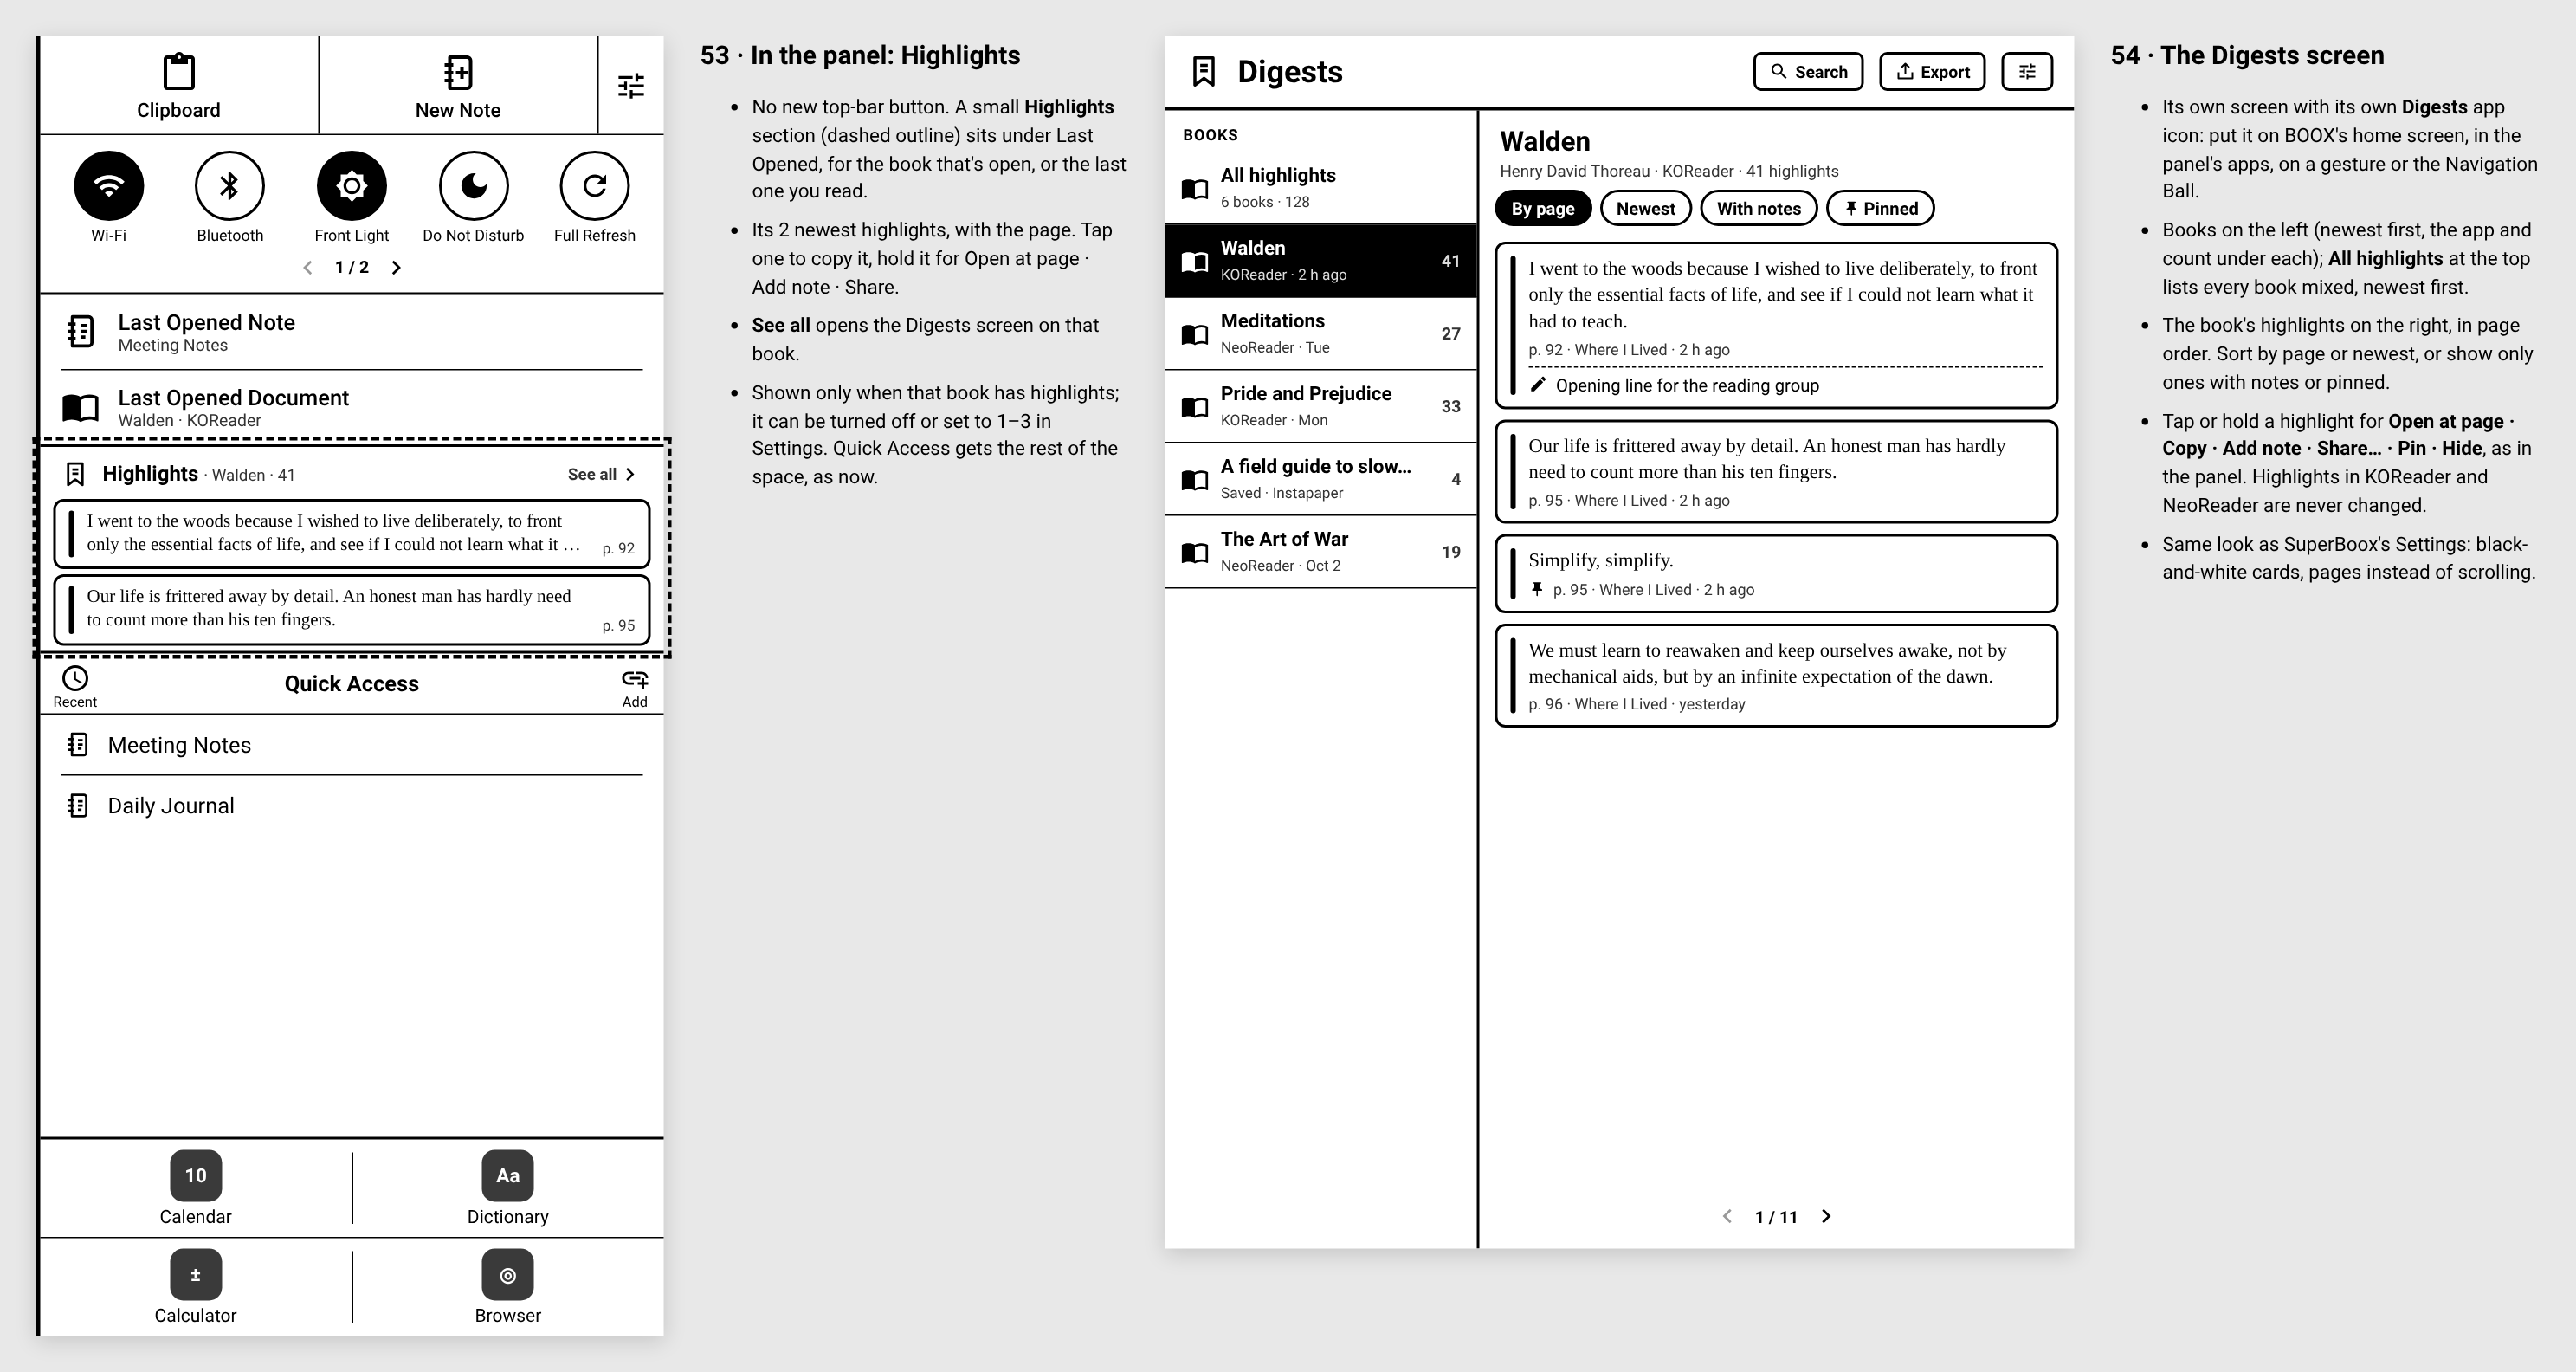 Clipboard
New Note
Wi-Fi
Bluetooth
Front Light
Do Not Disturb
Full Refresh
1 / 2
Last Opened Note
Meeting Notes
Last Opened Document
Walden · KOReader
Highlights · Walden · 41
See all
I went to the woods because I wished to live deliberately, to front
only the essential facts of life, and see if I could not learn what it …
p. 92
Our life is frittered away by detail. An honest man has hardly need
to count more than his ten fingers.
p. 95
Recent
Quick Access
Add
Meeting Notes
Daily Journal
10
Calendar
Aa
Dictionary
±
Calculator
◎
Browser
53 · In the panel: Highlights
• No new top-bar button. A small Highlights
section (dashed outline) sits under Last
Opened, for the book that's open, or the last
one you read.
• Its 2 newest highlights, with the page. Tap
one to copy it, hold it for Open at page ·
Add note · Share.
• See all opens the Digests screen on that
book.
• Shown only when that book has highlights;
it can be turned off or set to 1–3 in
Settings. Quick Access gets the rest of the
space, as now.
Digests
Search
Export
BOOKS
All highlights
6 books · 128
Walden
KOReader · 2 h ago
41
Meditations
NeoReader · Tue
27
Pride and Prejudice
KOReader · Mon
33
A field guide to slow...
Saved · Instapaper
4
The Art of War
NeoReader · Oct 2
19
Walden
Henry David Thoreau · KOReader · 41 highlights
By page
Newest
With notes
Pinned
I went to the woods because I wished to live deliberately, to front
only the essential facts of life, and see if I could not learn what it
had to teach.
p. 92 · Where I Lived · 2 h ago
Opening line for the reading group
Our life is frittered away by detail. An honest man has hardly
need to count more than his ten fingers.
p. 95 · Where I Lived · 2 h ago
Simplify, simplify.
p. 95 · Where I Lived · 2 h ago
We must learn to reawaken and keep ourselves awake, not by
mechanical aids, but by an infinite expectation of the dawn.
p. 96 · Where I Lived · yesterday
1 / 11
54 · The Digests screen
• Its own screen with its own Digests app
icon: put it on BOOX's home screen, in the
panel's apps, on a gesture or the Navigation
Ball.
• Books on the left (newest first, the app and
count under each); All highlights at the top
lists every book mixed, newest first.
• The book's highlights on the right, in page
order. Sort by page or newest, or show only
ones with notes or pinned.
• Tap or hold a highlight for Open at page ·
Copy · Add note · Share... · Pin · Hide, as in
the panel. Highlights in KOReader and
NeoReader are never changed.
• Same look as SuperBoox's Settings: black-
and-white cards, pages instead of scrolling.